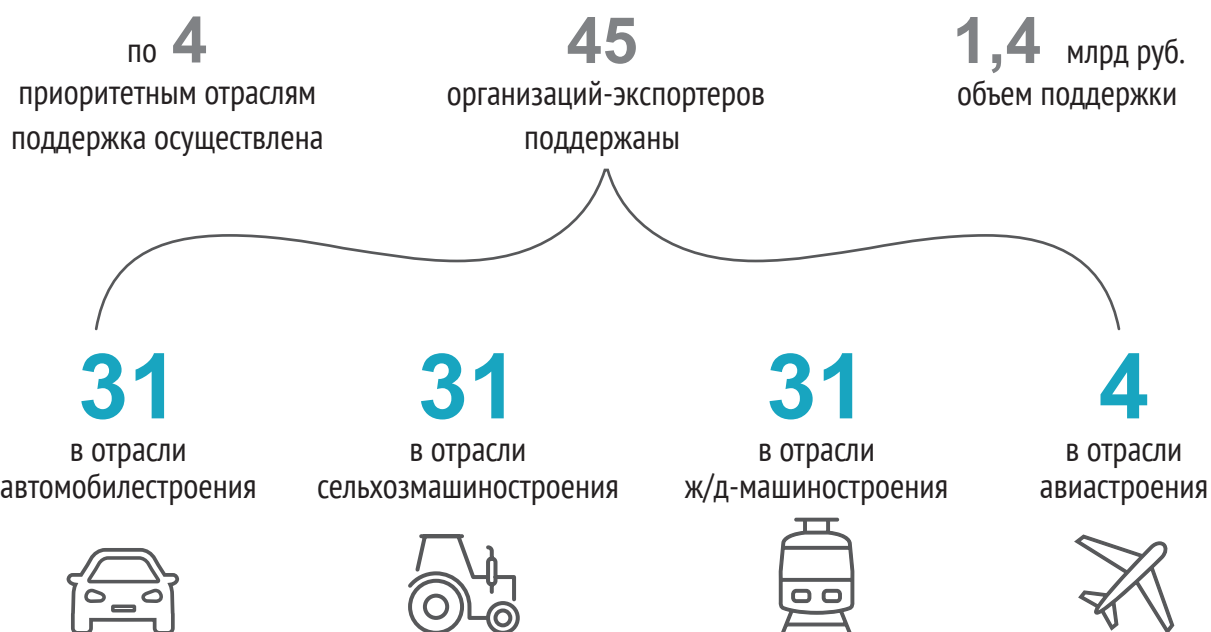 по 4
приоритетным отраслям
поддержка осуществлена
45
организаций-экспортеров
поддержаны
1,4 млрд руб.
объем поддержки
31
в отрасли
автомобилестроения
31
в отрасли
сельхозмашиностроения
31
в отрасли
ж/д-машиностроения
4
в отрасли
авиастроения